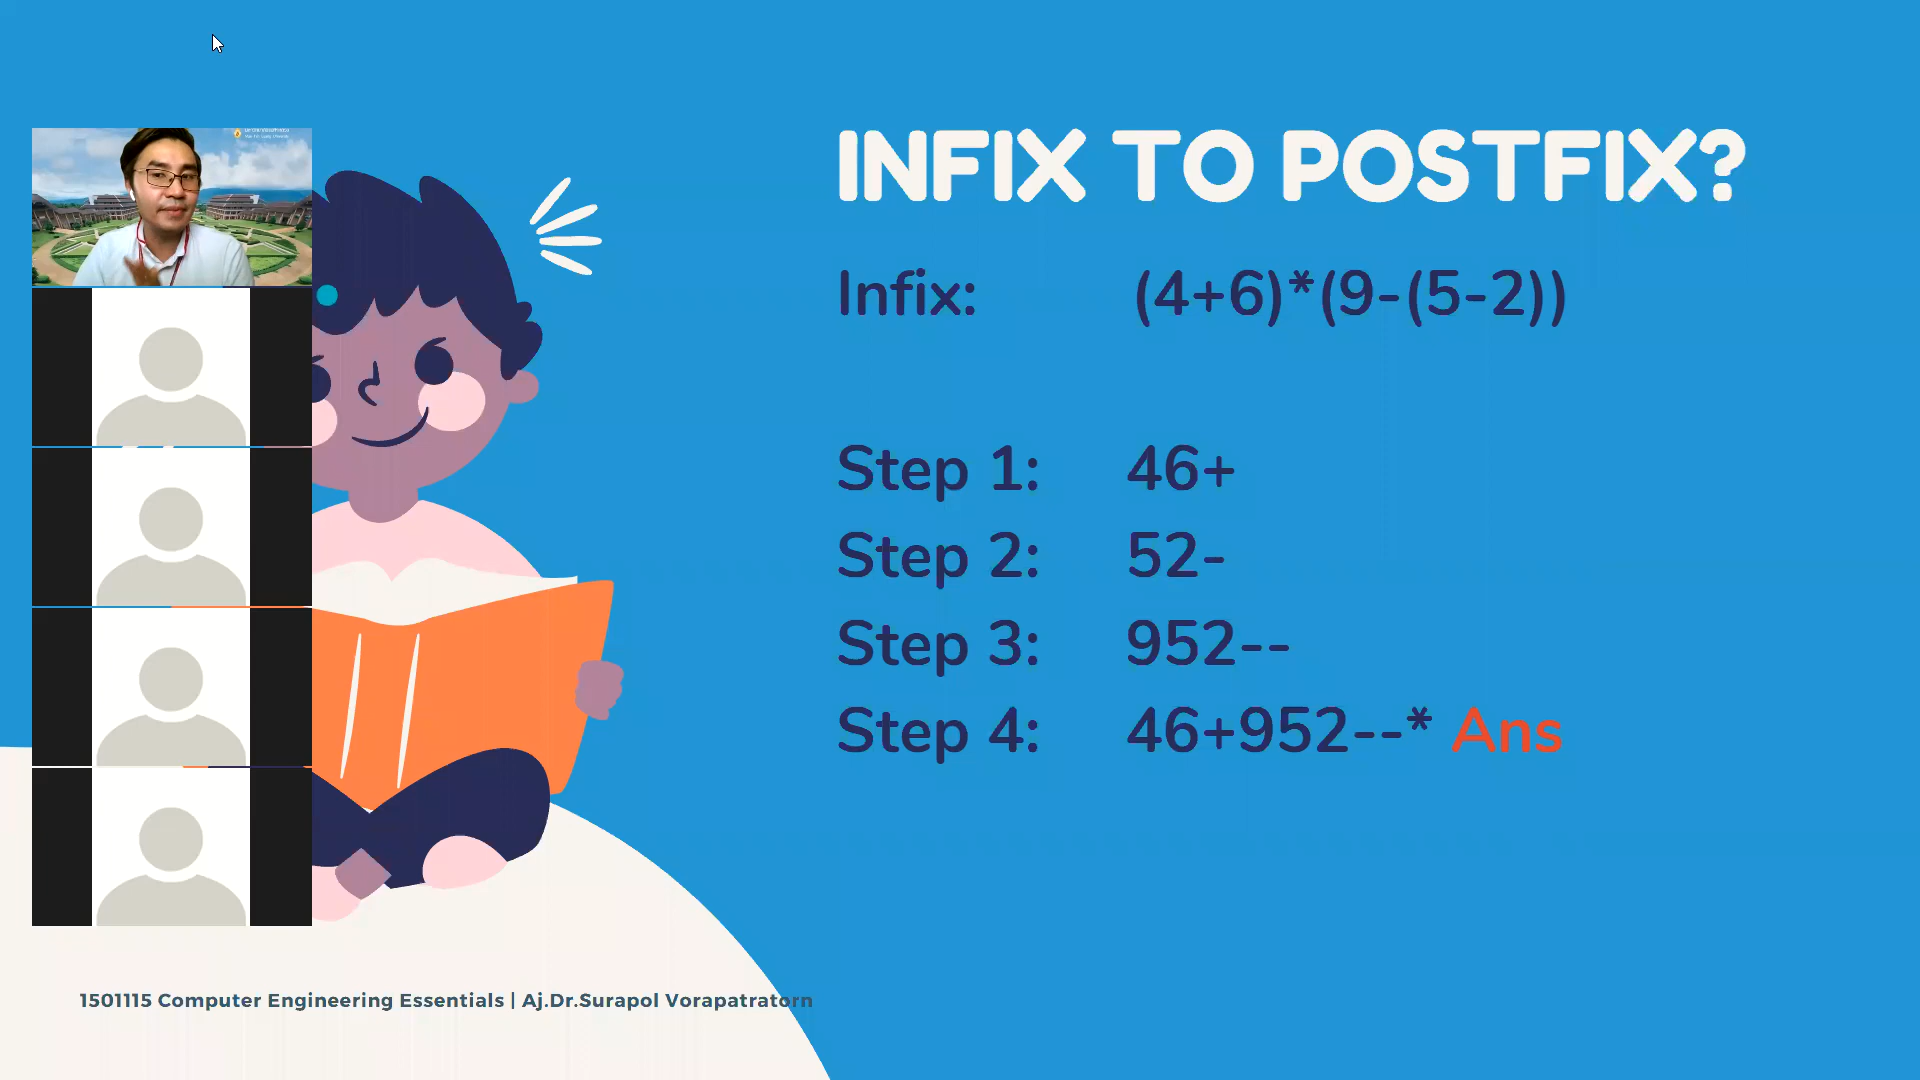 INFIX TO POSTFIX?
Infix: (4+6)*(9-(5-2))
Step 1: 46+
Step 2: 52-
Step 3: 952--
Step 4: 46+952--* Ans
1501115 Computer Engineering Essentials | Aj.Dr.Surapol Vorapatratorn